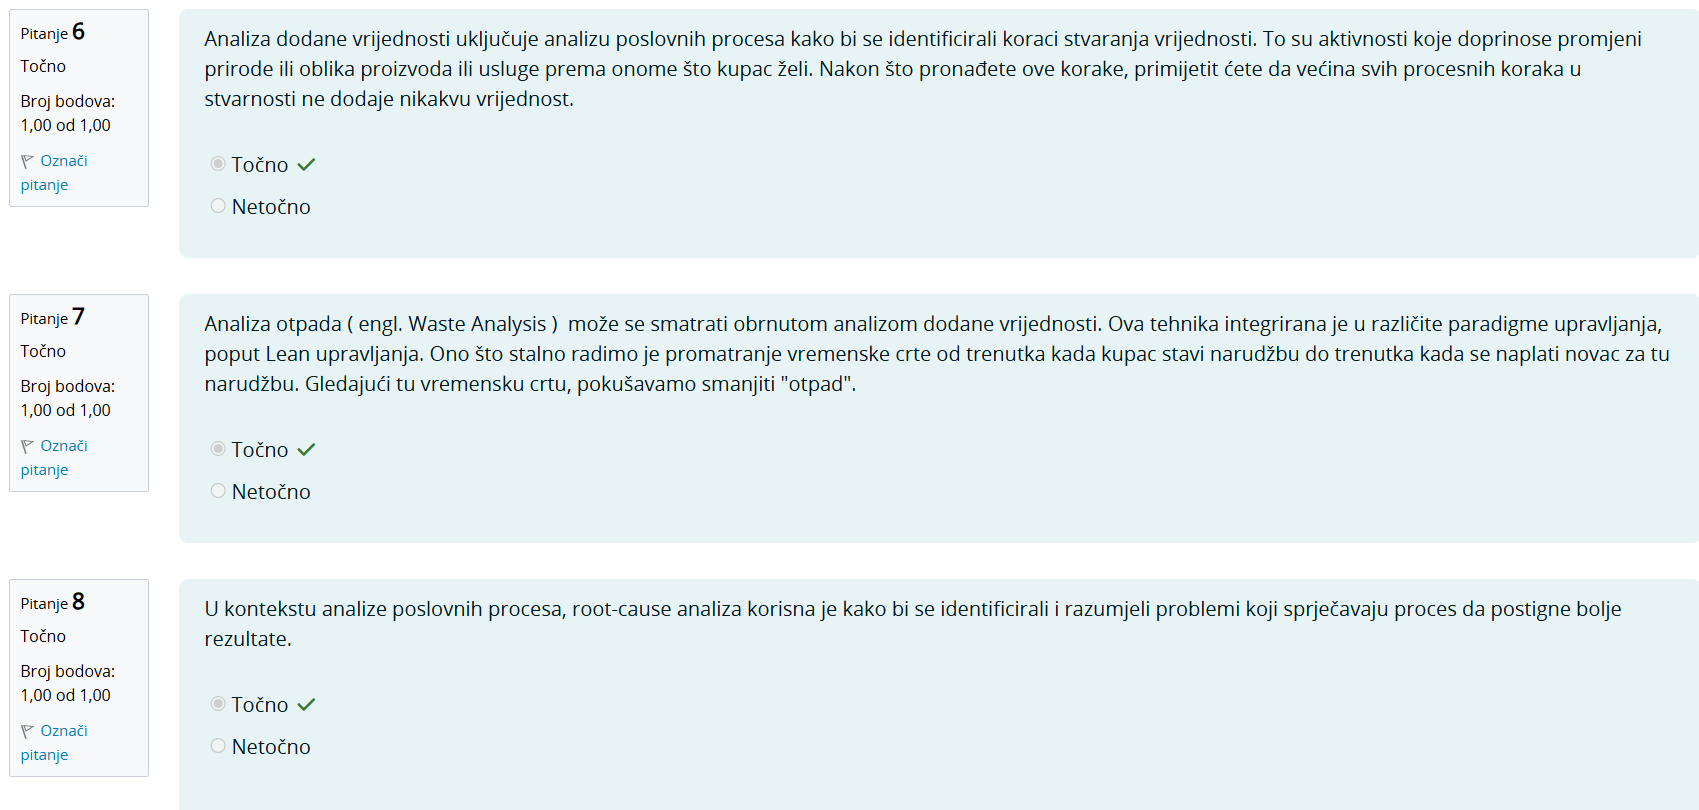 Pitanje 6
Točno
Broj bodova:
1,00 od 1,00
Označi
pitanje
Analiza dodane vrijednosti uključuje analizu poslovnih procesa kako bi se identificirali koraci stvaranja vrijednosti. To su aktivnosti koje doprinose promjeni
prirode ili oblika proizvoda ili usluge prema onome što kupac želi. Nakon što pronađete ove korake, primijetit ćete da većina svih procesnih koraka u
stvarnosti ne dodaje nikakvu vrijednost.
Točno
Netočno
Pitanje 7
Točno
Broj bodova:
1,00 od 1,00
Označi
pitanje
Analiza otpada ( engl. Waste Analysis )  može se smatrati obrnutom analizom dodane vrijednosti. Ova tehnika integrirana je u različite paradigme upravljanja,
poput Lean upravljanja. Ono što stalno radimo je promatranje vremenske crte od trenutka kada kupac stavi narudžbu do trenutka kada se naplati novac za tu
narudžbu. Gledajući tu vremensku crtu, pokušavamo smanjiti "otpad".
Točno
Netočno
Pitanje 8
Točno
Broj bodova:
1,00 od 1,00
Označi
pitanje
U kontekstu analize poslovnih procesa, root-cause analiza korisna je kako bi se identificirali i razumjeli problemi koji sprječavaju proces da postigne bolje
rezultate.
Točno
Netočno